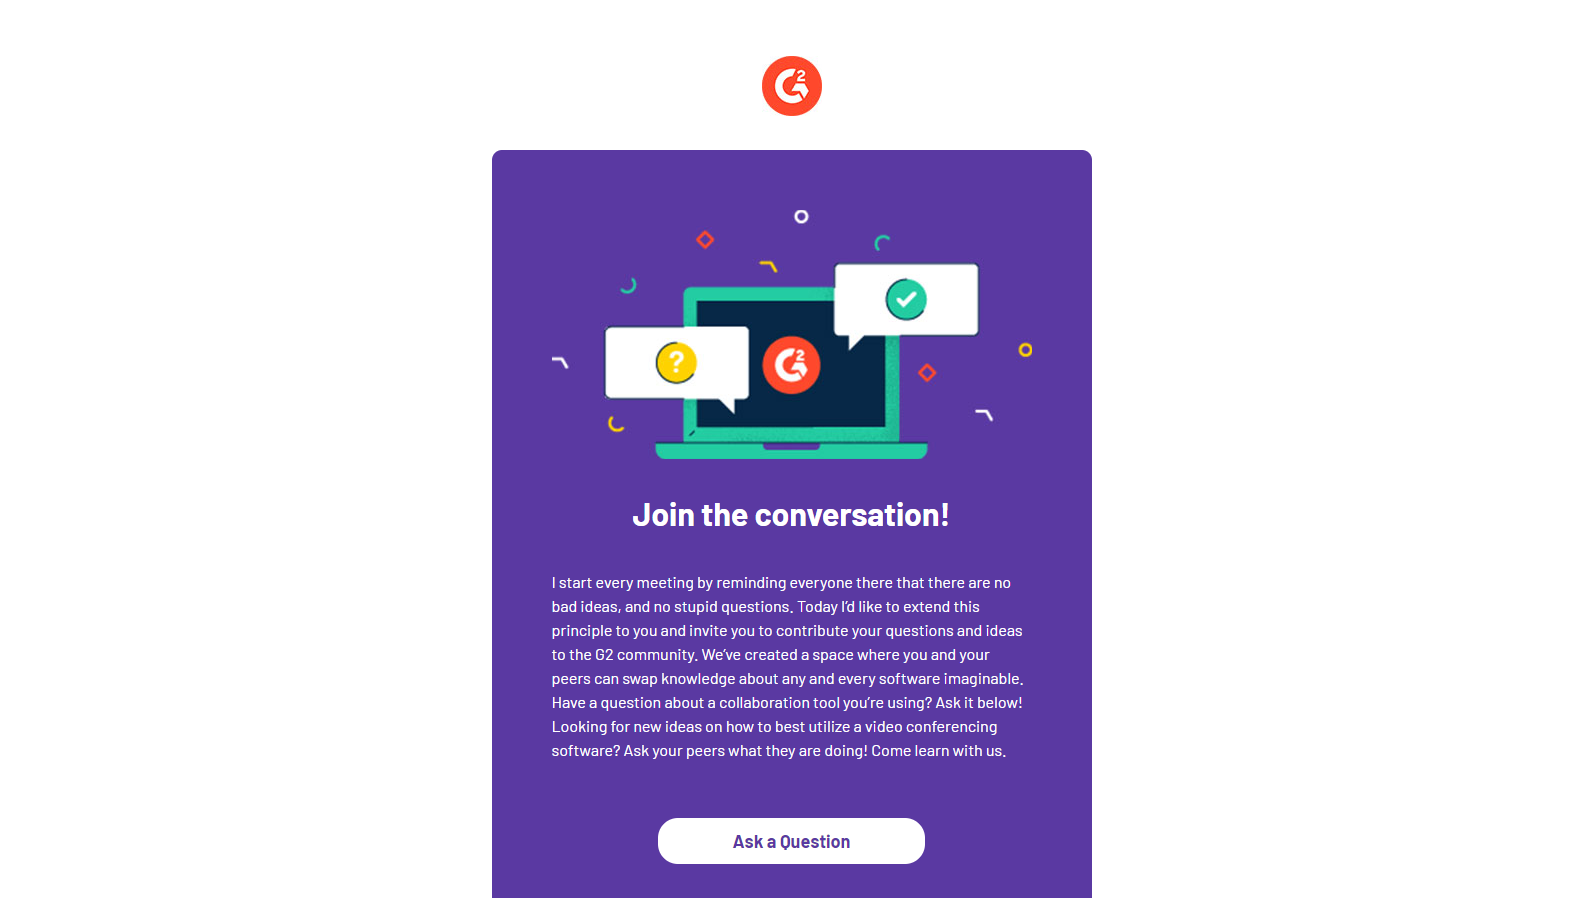 G2
?
G2
Join the conversation!
I start every meeting by reminding everyone there that there are no
bad ideas, and no stupid questions. Today I’d like to extend this
principle to you and invite you to contribute your questions and ideas
to the G2 community. We’ve created a space where you and your
peers can swap knowledge about any and every software imaginable.
Have a question about a collaboration tool you’re using? Ask it below!
Looking for new ideas on how to best utilize a video conferencing
software? Ask your peers what they are doing! Come learn with us.
Ask a Question